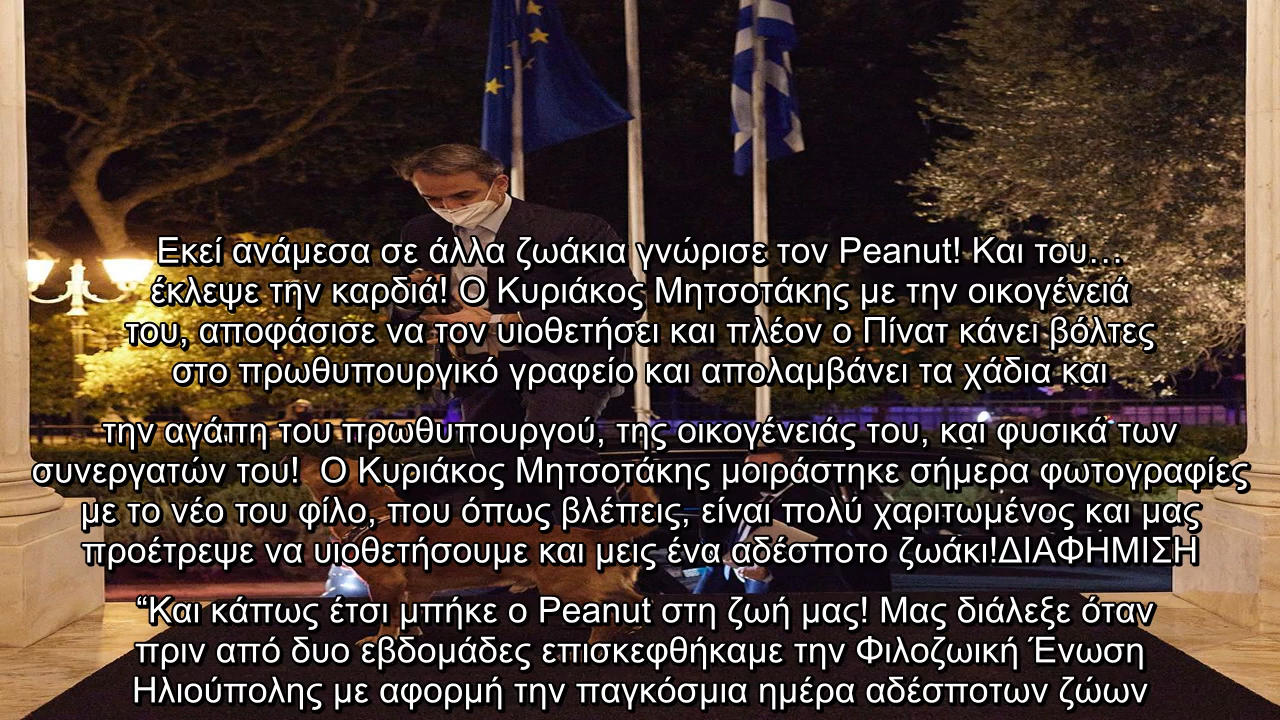 Εκεί ανάμεσα σε άλλα ζωάκια γνώρισε τον Peanut! Και του…
έκλεψε την καρδιά! Ο Κυριάκος Μητσοτάκης με την οικογένειά
του, αποφάσισε να τον υιοθετήσει και πλέον ο Πίνατ κάνει βόλτες
στο πρωθυπουργικό γραφείο και απολαμβάνει τα χάδια και
την αγάπη του πρωθυπουργού, της οικογένειάς του, και φυσικά των
συνεργατών του!  Ο Κυριάκος Μητσοτάκης μοιράστηκε σήμερα φωτογραφίες
με το νέο του φίλο, που όπως βλέπεις, είναι πολύ χαριτωμένος και μας
προέτρεψε να υιοθετήσουμε και μεις ένα αδέσποτο ζωάκι!ΔΙΑΦΗΜΙΣΗ
“Και κάπως έτσι μπήκε ο Peanut στη ζωή μας! Μας διάλεξε όταν
πριν από δυο εβδομάδες επισκεφθήκαμε την Φιλοζωική Ένωση
Ηλιούπολης με αφορμή την παγκόσμια ημέρα αδέσποτων ζώων